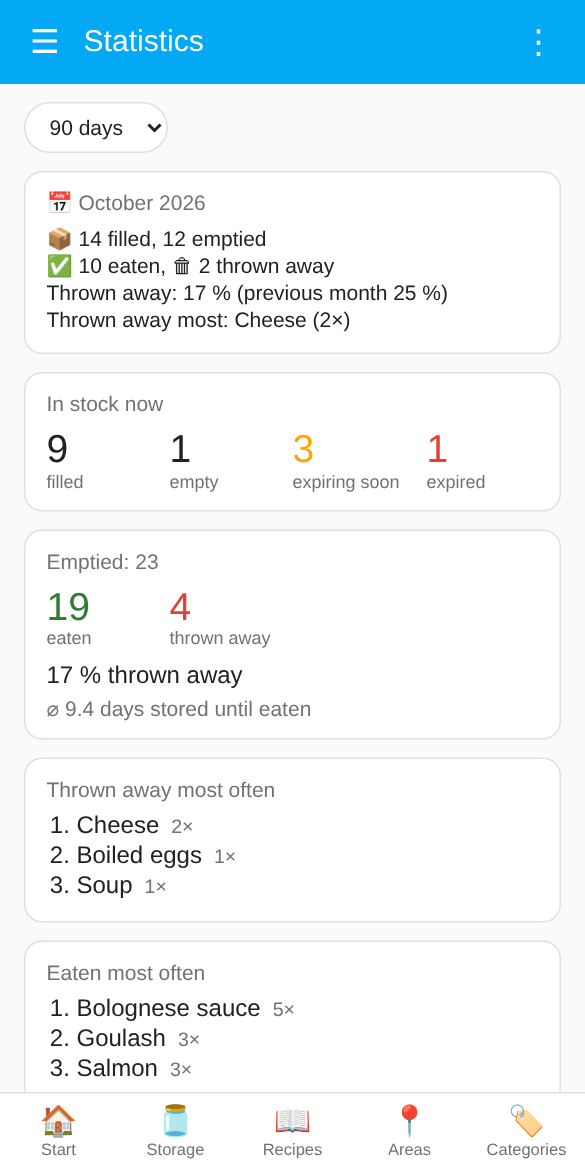 ☰ Statistics ⋮
90 days
📅 October 2026
📦 14 filled, 12 emptied
✅ 10 eaten, 🗑 2 thrown away
Thrown away: 17 % (previous month 25 %)
Thrown away most: Cheese (2×)
In stock now
9 1 3 1
filled empty expiring soon expired
Emptied: 23
19 4
eaten thrown away
17 % thrown away
⌀ 9.4 days stored until eaten
Thrown away most often
1. Cheese 2×
2. Boiled eggs 1×
3. Soup 1×
Eaten most often
1. Bolognese sauce 5×
2. Goulash 3×
3. Salmon 3×
Start Storage Recipes Areas Categories